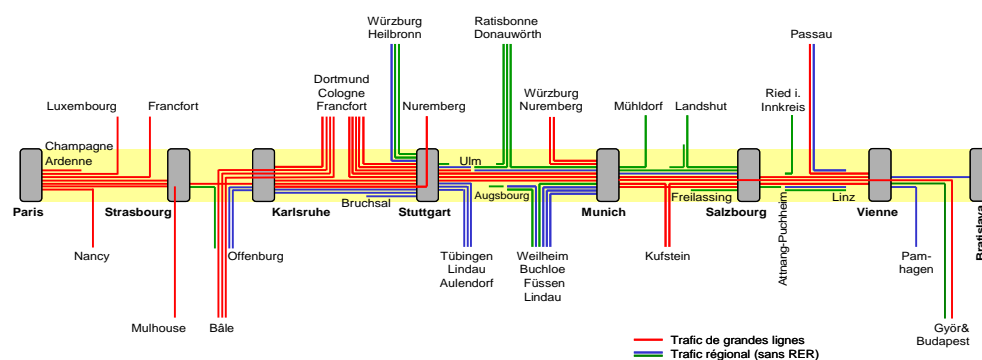 Würzburg
Heilbronn
Ratisbonne
Donauwörth
Passau
Dortmund
Cologne
Francfort
Luxembourg
Francfort
Nuremberg
Würzburg
Nuremberg
Mühldorf
Landshut
Ried i.
Innkreis
Champagne
Ardenne
Ulm
Augsbourg
Bruchsal
Freilassing
Attnang-Puchheim
Linz
Paris
Strasbourg
Karlsruhe
Stuttgart
Munich
Salzbourg
Vienne
Bratislava
Nancy
Offenburg
Tübingen
Lindau
Aulendorf
Weilheim
Buchloe
Füssen
Lindau
Kufstein
Pam-
hagen
Mulhouse
Bâle
Györ&
Budapest
Trafic de grandes lignes
Trafic régional (sans RER)